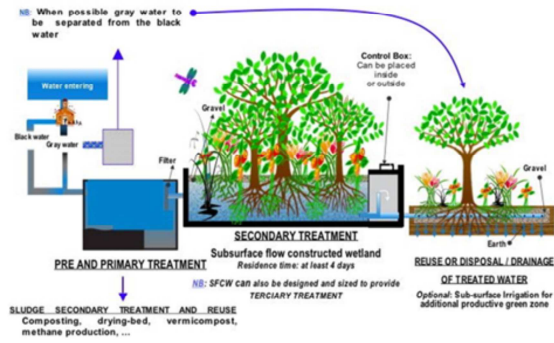 NB: When possible gray water to
be separated from the black
water
Water entering
Black water
Gray water
Filter
Gravel
Control Box:
Can be placed
inside
or outside
Gravel
Earth
PRE AND PRIMARY TREATMENT
SECONDARY TREATMENT
Subsurface flow constructed wetland
Residence time: at least 4 days
NB: SFCW can also be designed and sized to provide
TERCIARY TREATMENT
REUSE OR DISPOSAL / DRAINAGE
OF TREATED WATER
Optional: Sub-surface Irrigation for
additional productive green zone
SLUDGE SECONDARY TREATMENT AND REUSE
Composting, drying-bed, vermicompost,
methane production, ...